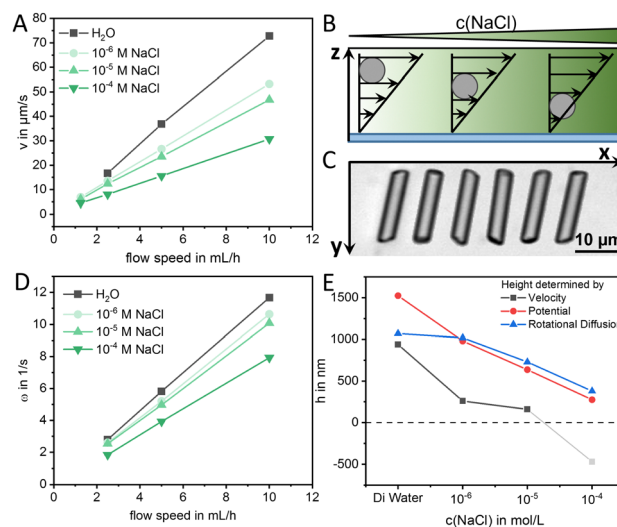 A
80
70
60
50
40
30
20
10
0
v in µm/s
H₂O
10⁻⁶ M NaCl
10⁻⁵ M NaCl
10⁻⁴ M NaCl
0 2 4 6 8 10 12
flow speed in mL/h
B
c(NaCl)
z
x
C
y
10 µm
D
12
10
8
6
4
2
0
ω in 1/s
H₂O
10⁻⁶ M NaCl
10⁻⁵ M NaCl
10⁻⁴ M NaCl
0 2 4 6 8 10 12
flow speed in mL/h
E
1500
1000
500
0
-500
h in nm
Height determined by
Velocity
Potential
Rotational Diffusion
Di Water 10⁻⁶ 10⁻⁵ 10⁻⁴
c(NaCl) in mol/L